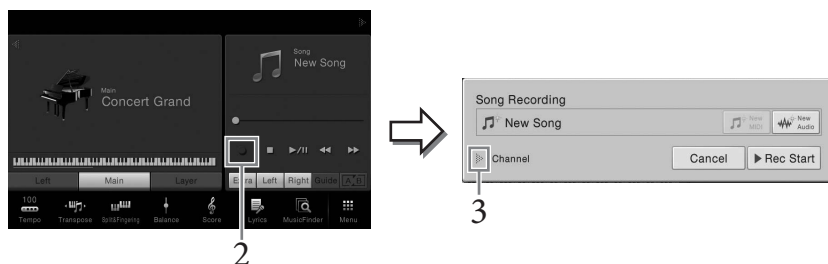 Main
Concert Grand
Song
New Song
Left Main Layer
Extra Left Right Guide A B
100
Tempo Transpose Split&Fingering Balance Score Lyrics MusicFinder Menu
2
Song Recording
New Song
New
MIDI
New
Audio
Channel
Cancel
Rec Start
3